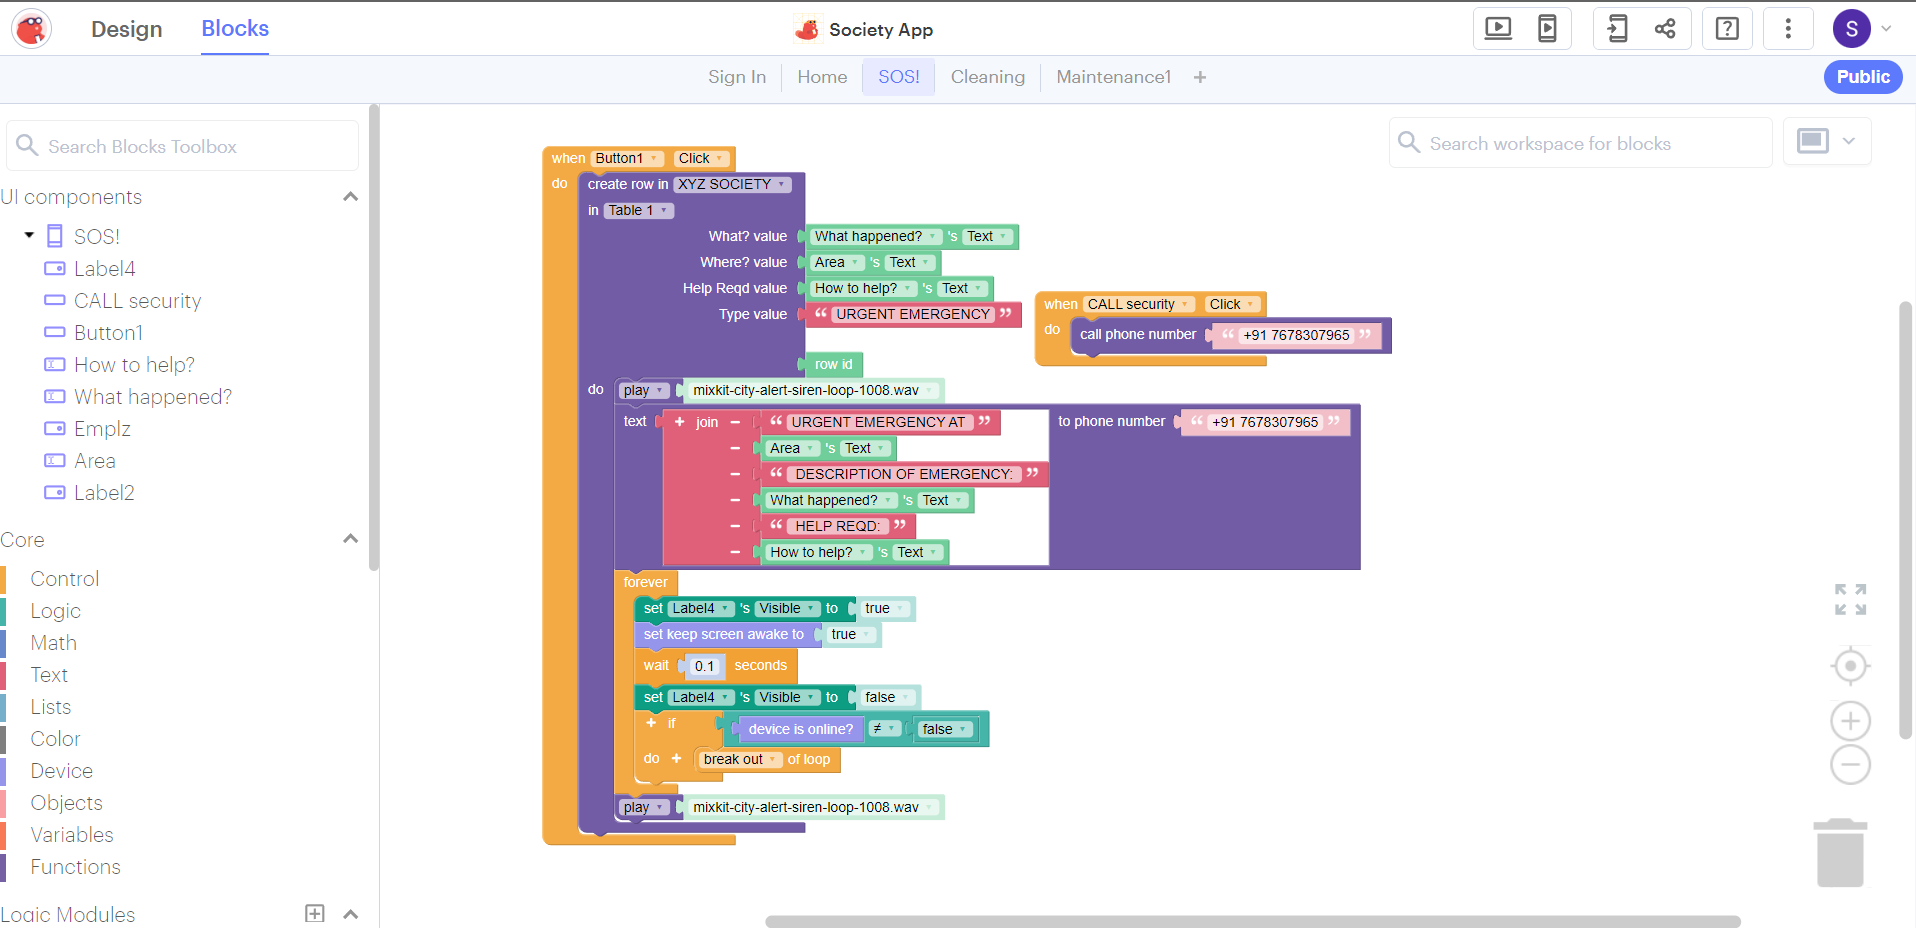 Design
Blocks
Society App
S
Sign In
Home
SOS!
Cleaning
Maintenance1
+
Public
Search Blocks Toolbox
UI components
SOS!
Label4
CALL security
Button1
How to help?
What happened?
Emplz
Area
Label2
Core
Control
Logic
Math
Text
Lists
Color
Device
Objects
Variables
Functions
Logic Modules
Search workspace for blocks
when Button1 Click
do create row in XYZ SOCIETY
in Table 1
What? value What happened? 's Text
Where? value Area 's Text
Help Reqd value How to help? 's Text
Type value “ URGENT EMERGENCY ”
row id
do play mixkit-city-alert-siren-loop-1008.wav
text + join − “ URGENT EMERGENCY AT ” to phone number “ +91 7678307965 ”
− Area 's Text
− “ DESCRIPTION OF EMERGENCY: ”
− What happened? 's Text
− “ HELP REQD: ”
− How to help? 's Text
forever
set Label4 's Visible to true
set keep screen awake to true
wait 0.1 seconds
set Label4 's Visible to false
+ if device is online? ≠ false
do + break out of loop
play mixkit-city-alert-siren-loop-1008.wav
when CALL security Click
do call phone number “ +91 7678307965 ”